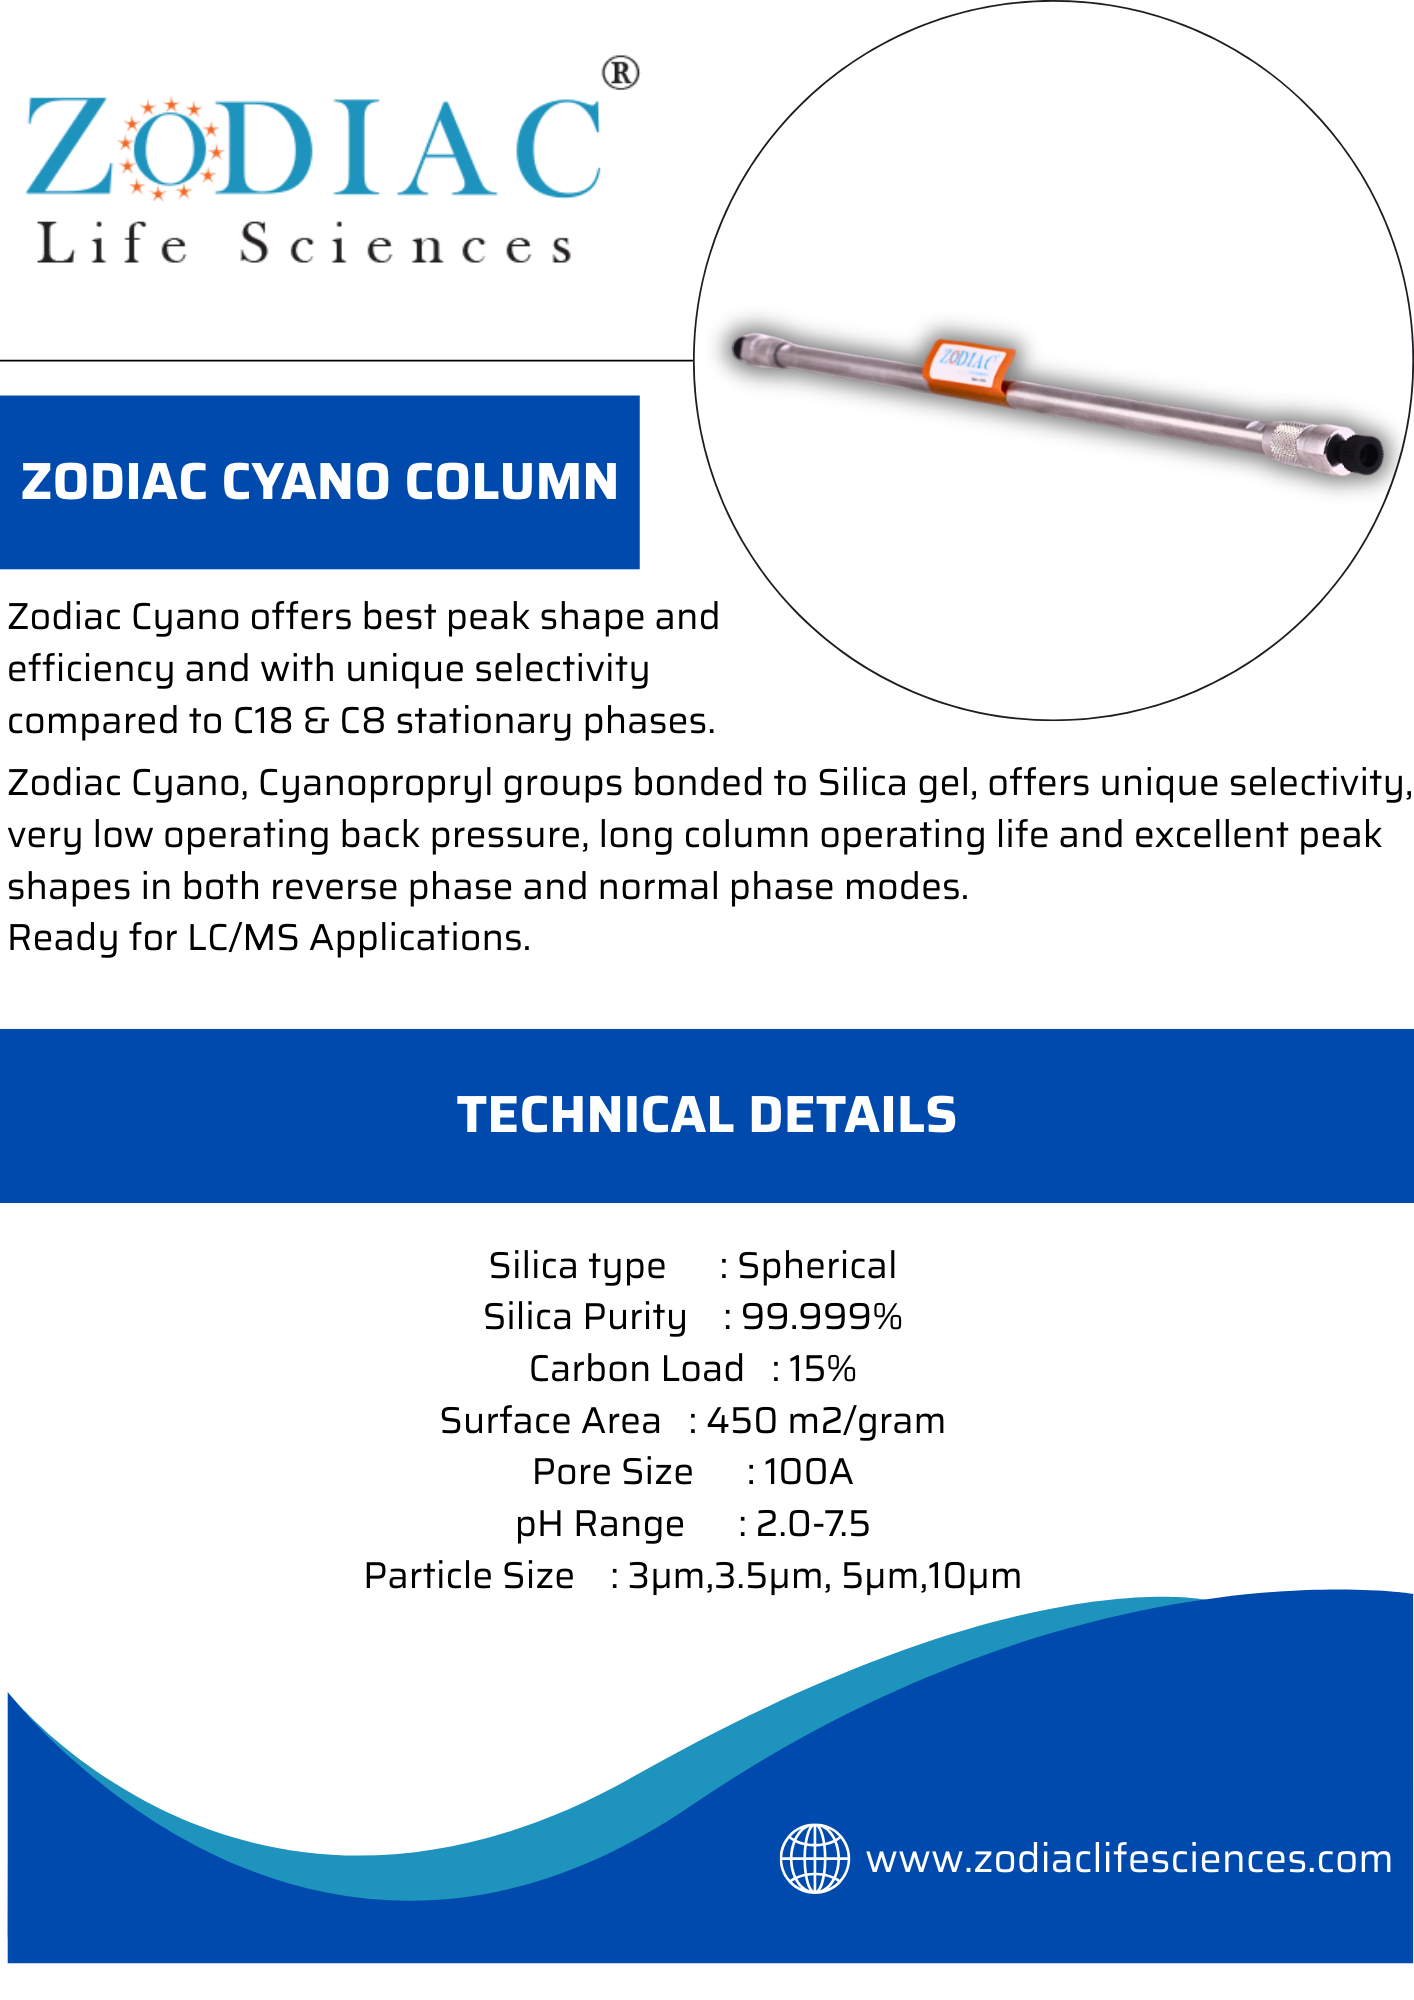 ZODIAC®
Life Sciences
ZODIAC
ZODIAC CYANO COLUMN
Zodiac Cyano offers best peak shape and
efficiency and with unique selectivity
compared to C18 & C8 stationary phases.
Zodiac Cyano, Cyanopropryl groups bonded to Silica gel, offers unique selectivity,
very low operating back pressure, long column operating life and excellent peak
shapes in both reverse phase and normal phase modes.
Ready for LC/MS Applications.
TECHNICAL DETAILS
Silica type : Spherical
Silica Purity : 99.999%
Carbon Load : 15%
Surface Area : 450 m2/gram
Pore Size : 100A
pH Range : 2.0-7.5
Particle Size : 3µm,3.5µm, 5µm,10µm
www.zodiaclifesciences.com